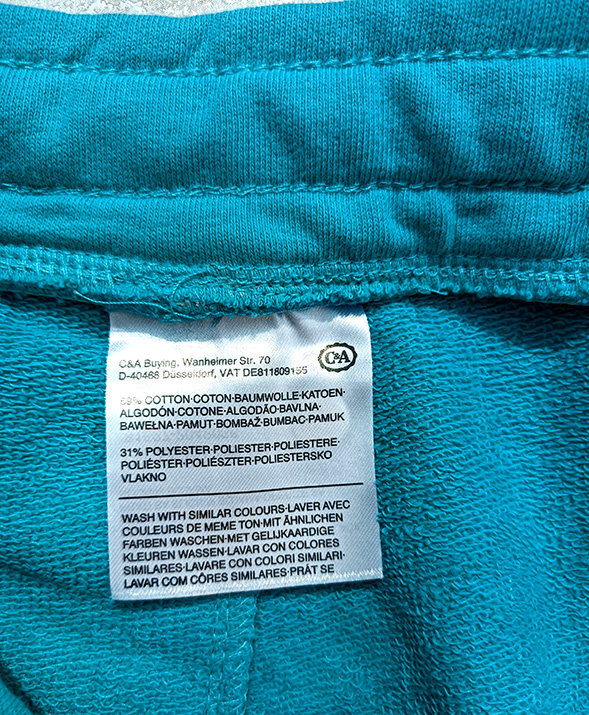 C&A Buying, Wanheimer Str. 70
D-40468 Düsseldorf, VAT DE811809155
C&A
69% COTTON·COTON·BAUMWOLLE·KATOEN·
ALGODÓN·COTONE·ALGODÃO·BAVLNA·
BAWEŁNA·PAMUT·BOMBAŽ·BUMBAC·PAMUK
31% POLYESTER·POLIESTER·POLIESTERE·
POLIÉSTER·POLIÉSZTER·POLIESTERSKO
VLAKNO
WASH WITH SIMILAR COLOURS·LAVER AVEC
COULEURS DE MEME TON·MIT ÄHNLICHEN
FARBEN WASCHEN·MET GELIJKAARDIGE
KLEUREN WASSEN·LAVAR CON COLORES
SIMILARES·LAVARE CON COLORI SIMILARI·
LAVAR COM CÔRES SIMILARES·PRÁT SE